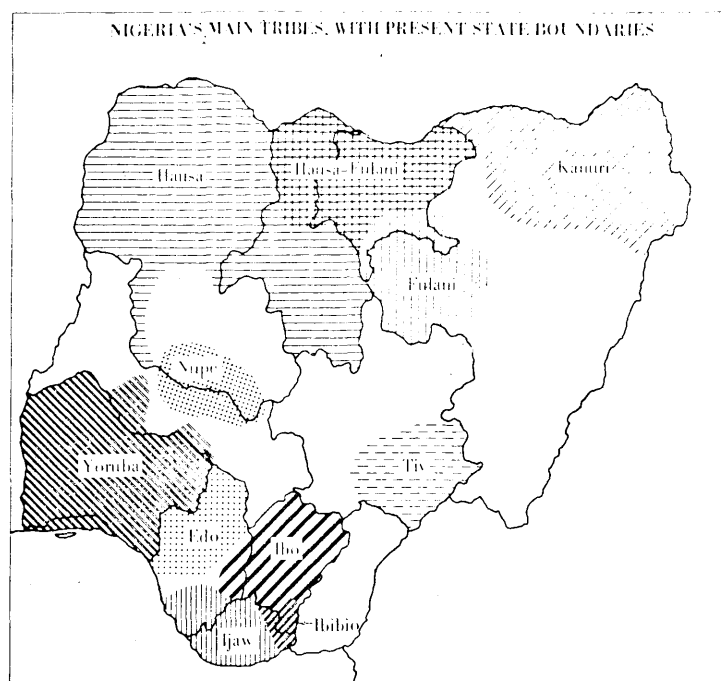 NIGERIA'S MAIN TRIBES, WITH PRESENT STATE BOUNDARIES
Hausa
Hausa-Fulani
Kanuri
Fulani
Nupe
Yoruba
Tiv
Edo
Ibo
Ibibio
Ijaw